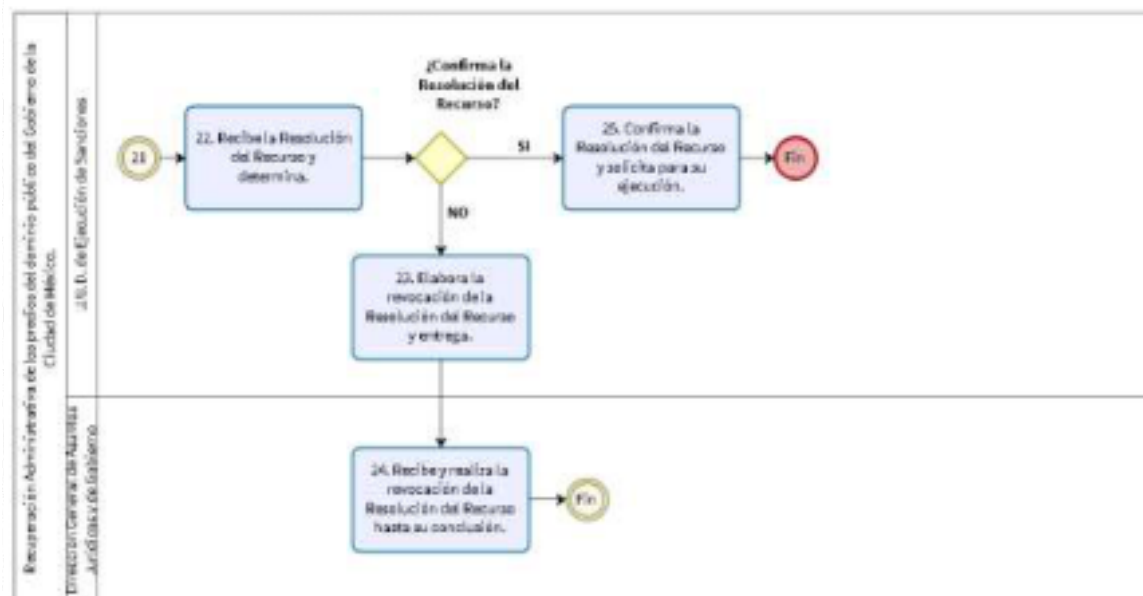 Recuperación Administrativa de los predios del dominio público del Gobierno de la
Ciudad de México.
J.U.D. de Ejecución de Sanciones
21
22. Recibe la Resolución
del Recurso y
determina.
¿Confirma la
Resolución del
Recurso?
SI
25. Confirma la
Resolución del Recurso
y solicita para su
ejecución.
Fin
NO
23. Elabora la
revocación de la
Resolución del Recurso
y entrega.
Dirección General de Asuntos
Jurídicos y de Gobierno
24. Recibe y realiza la
revocación de la
Resolución del Recurso
hasta su conclusión.
Fin